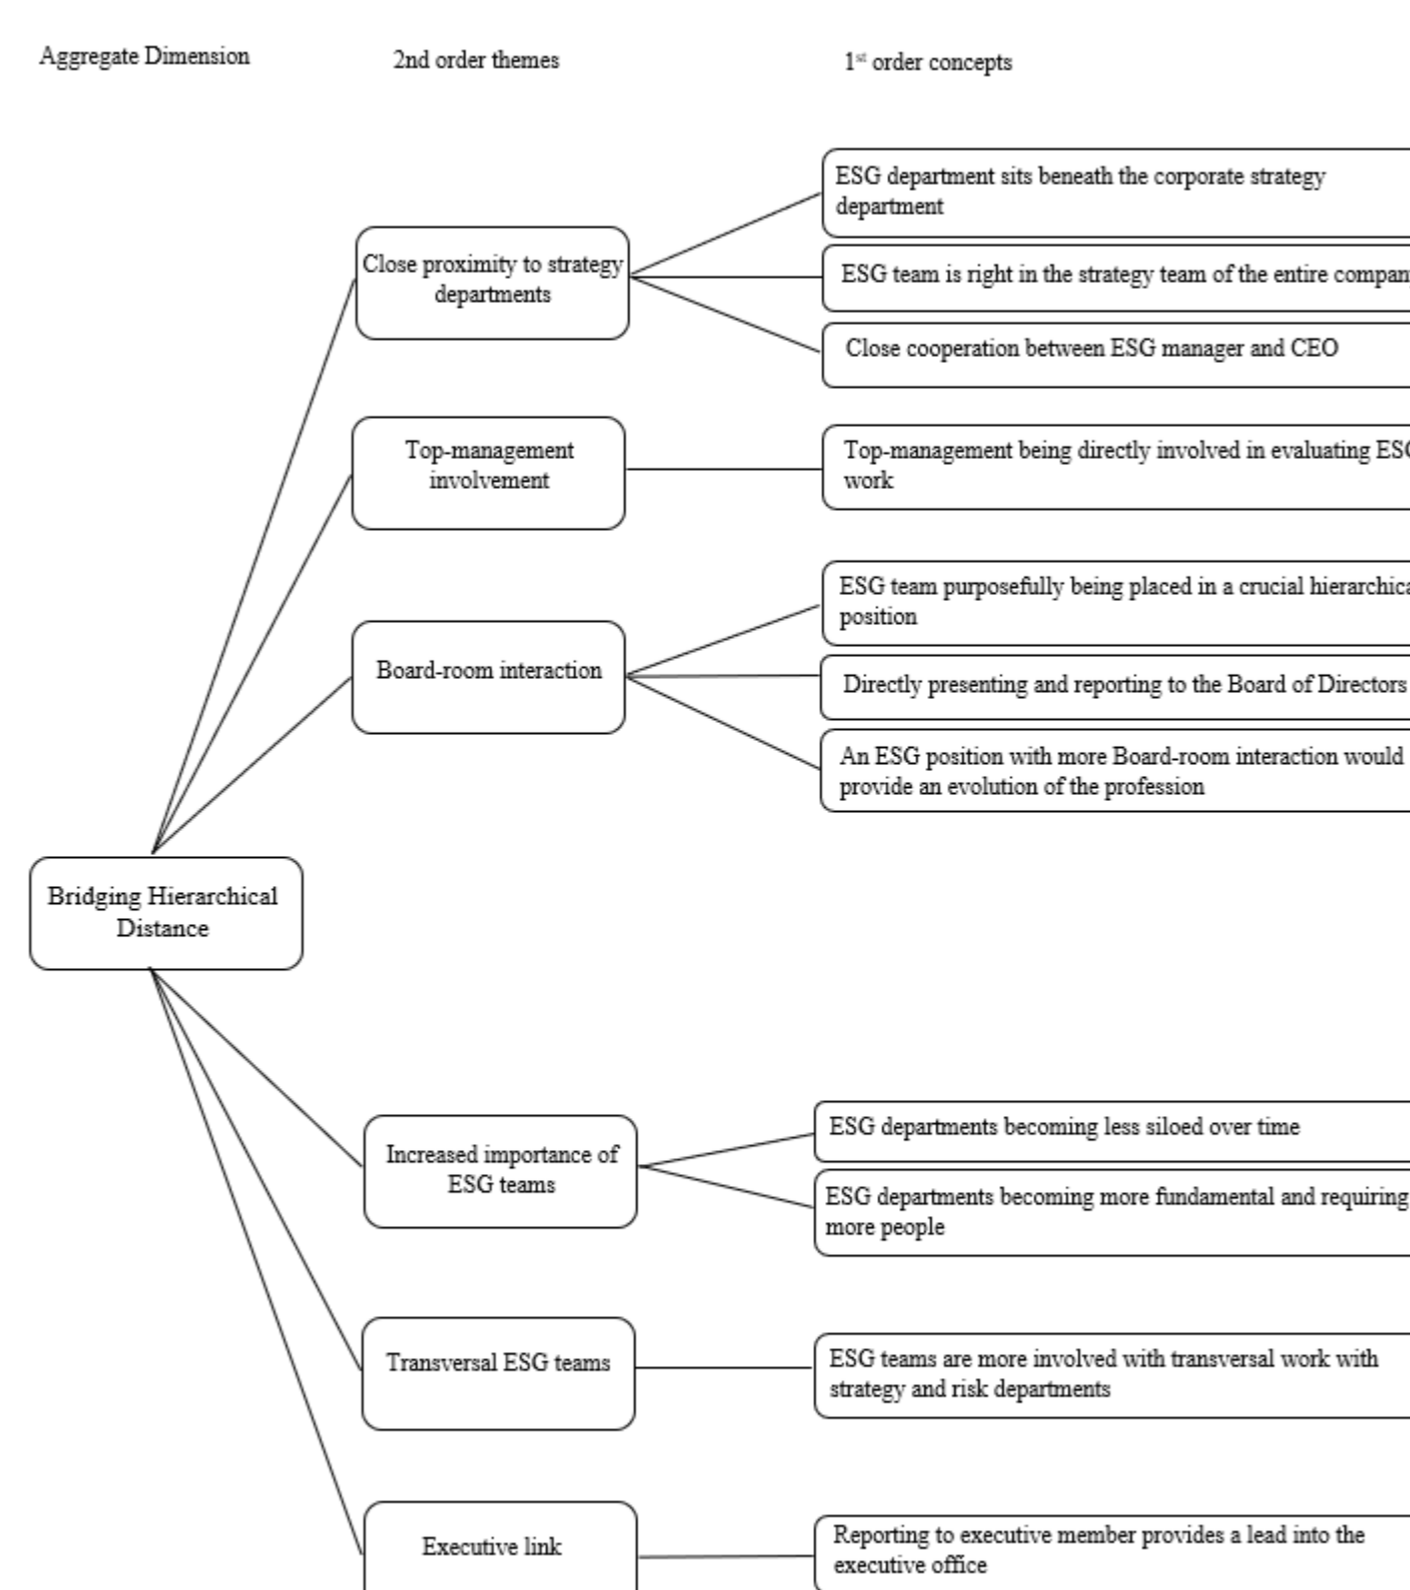 Aggregate Dimension
2nd order themes
1st order concepts
Close proximity to strategy
departments
ESG department sits beneath the corporate strategy
department
ESG team is right in the strategy team of the entire
Close cooperation between ESG manager and CEO
Top-management
involvement
Top-management being directly involved in evaluating
work
Board-room interaction
ESG team purposefully being placed in a crucial
position
Directly presenting and reporting to the Board of Directors
An ESG position with more Board-room interaction would
provide an evolution of the profession
Bridging Hierarchical
Distance
Increased importance of
ESG teams
ESG departments becoming less siloed over time
ESG departments becoming more fundamental and requiring
more people
Transversal ESG teams
ESG teams are more involved with transversal work with
strategy and risk departments
Executive link
Reporting to executive member provides a lead into the
executive office